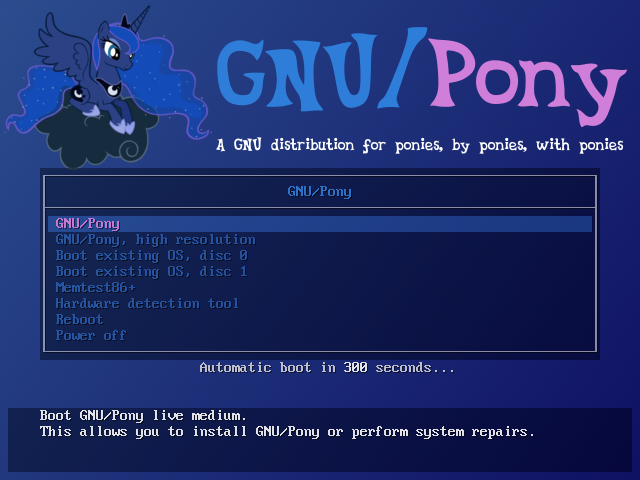 GNU/Pony
A GNU distribution for ponies, by ponies, with ponies
GNU/Pony
GNU/Pony
GNU/Pony, high resolution
Boot existing OS, disc 0
Boot existing OS, disc 1
Memtest86+
Hardware detection tool
Reboot
Power off
Automatic boot in 300 seconds...
Boot GNU/Pony live medium.
This allows you to install GNU/Pony or perform system repairs.